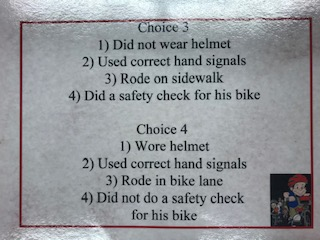 Choice 3
1) Did not wear helmet
2) Used correct hand signals
3) Rode on sidewalk
4) Did a safety check for his bike
Choice 4
1) Wore helmet
2) Used correct hand signals
3) Rode in bike lane
4) Did not do a safety check
for his bike